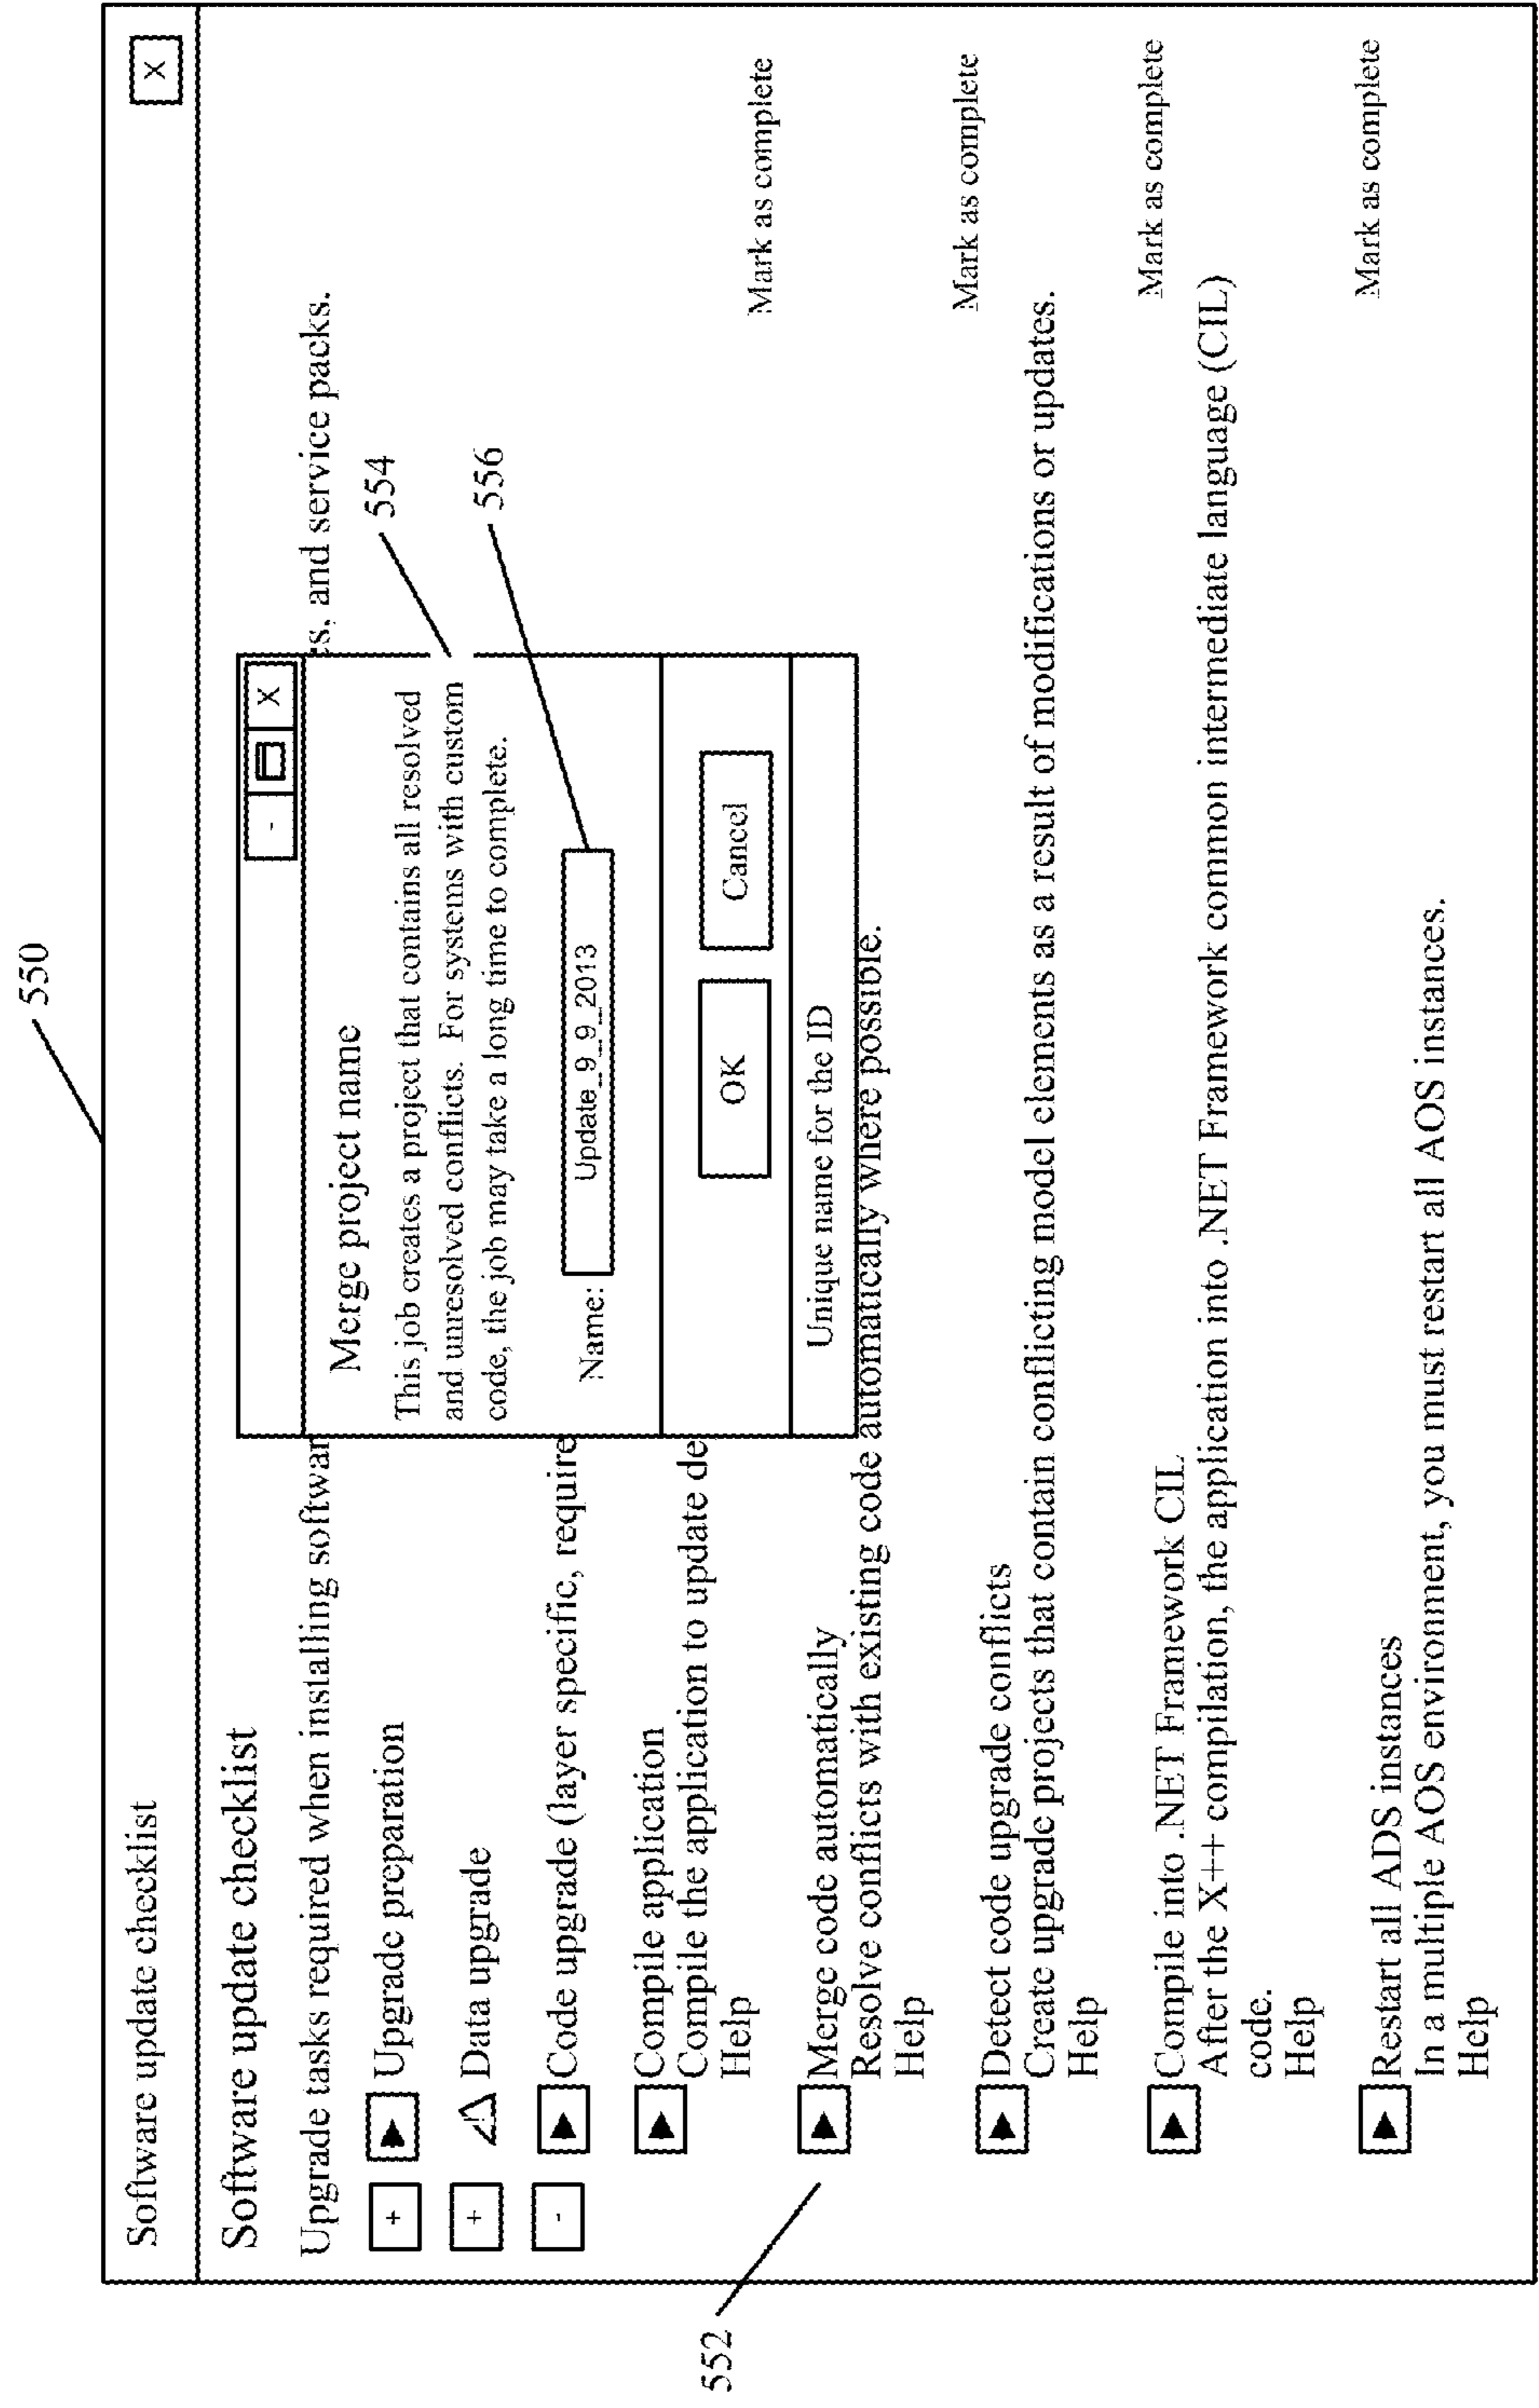 550
Software update checklist
X
Software update checklist
Upgrade tasks required when installing softwar
es, and service packs.
+ Upgrade preparation
+ Data upgrade
- Code upgrade (layer specific, require
Compile application
Compile the application to update de
Help
Mark as complete
552
Merge code automatically
Resolve conflicts with existing code automatically where possible.
Help
Mark as complete
Detect code upgrade conflicts
Create upgrade projects that contain conflicting model elements as a result of modifications or updates.
Help
Mark as complete
Compile into .NET Framework CIL
After the X++ compilation, the application into .NET Framework common intermediate language (CIL)
code.
Help
Mark as complete
Restart all ADS instances
In a multiple AOS environment, you must restart all AOS instances.
Help
- X
Merge project name
This job creates a project that contains all resolved
and unresolved conflicts. For systems with custom
code, the job may take a long time to complete.
Name: Update_9_9_2013
OK Cancel
Unique name for the ID
554
556